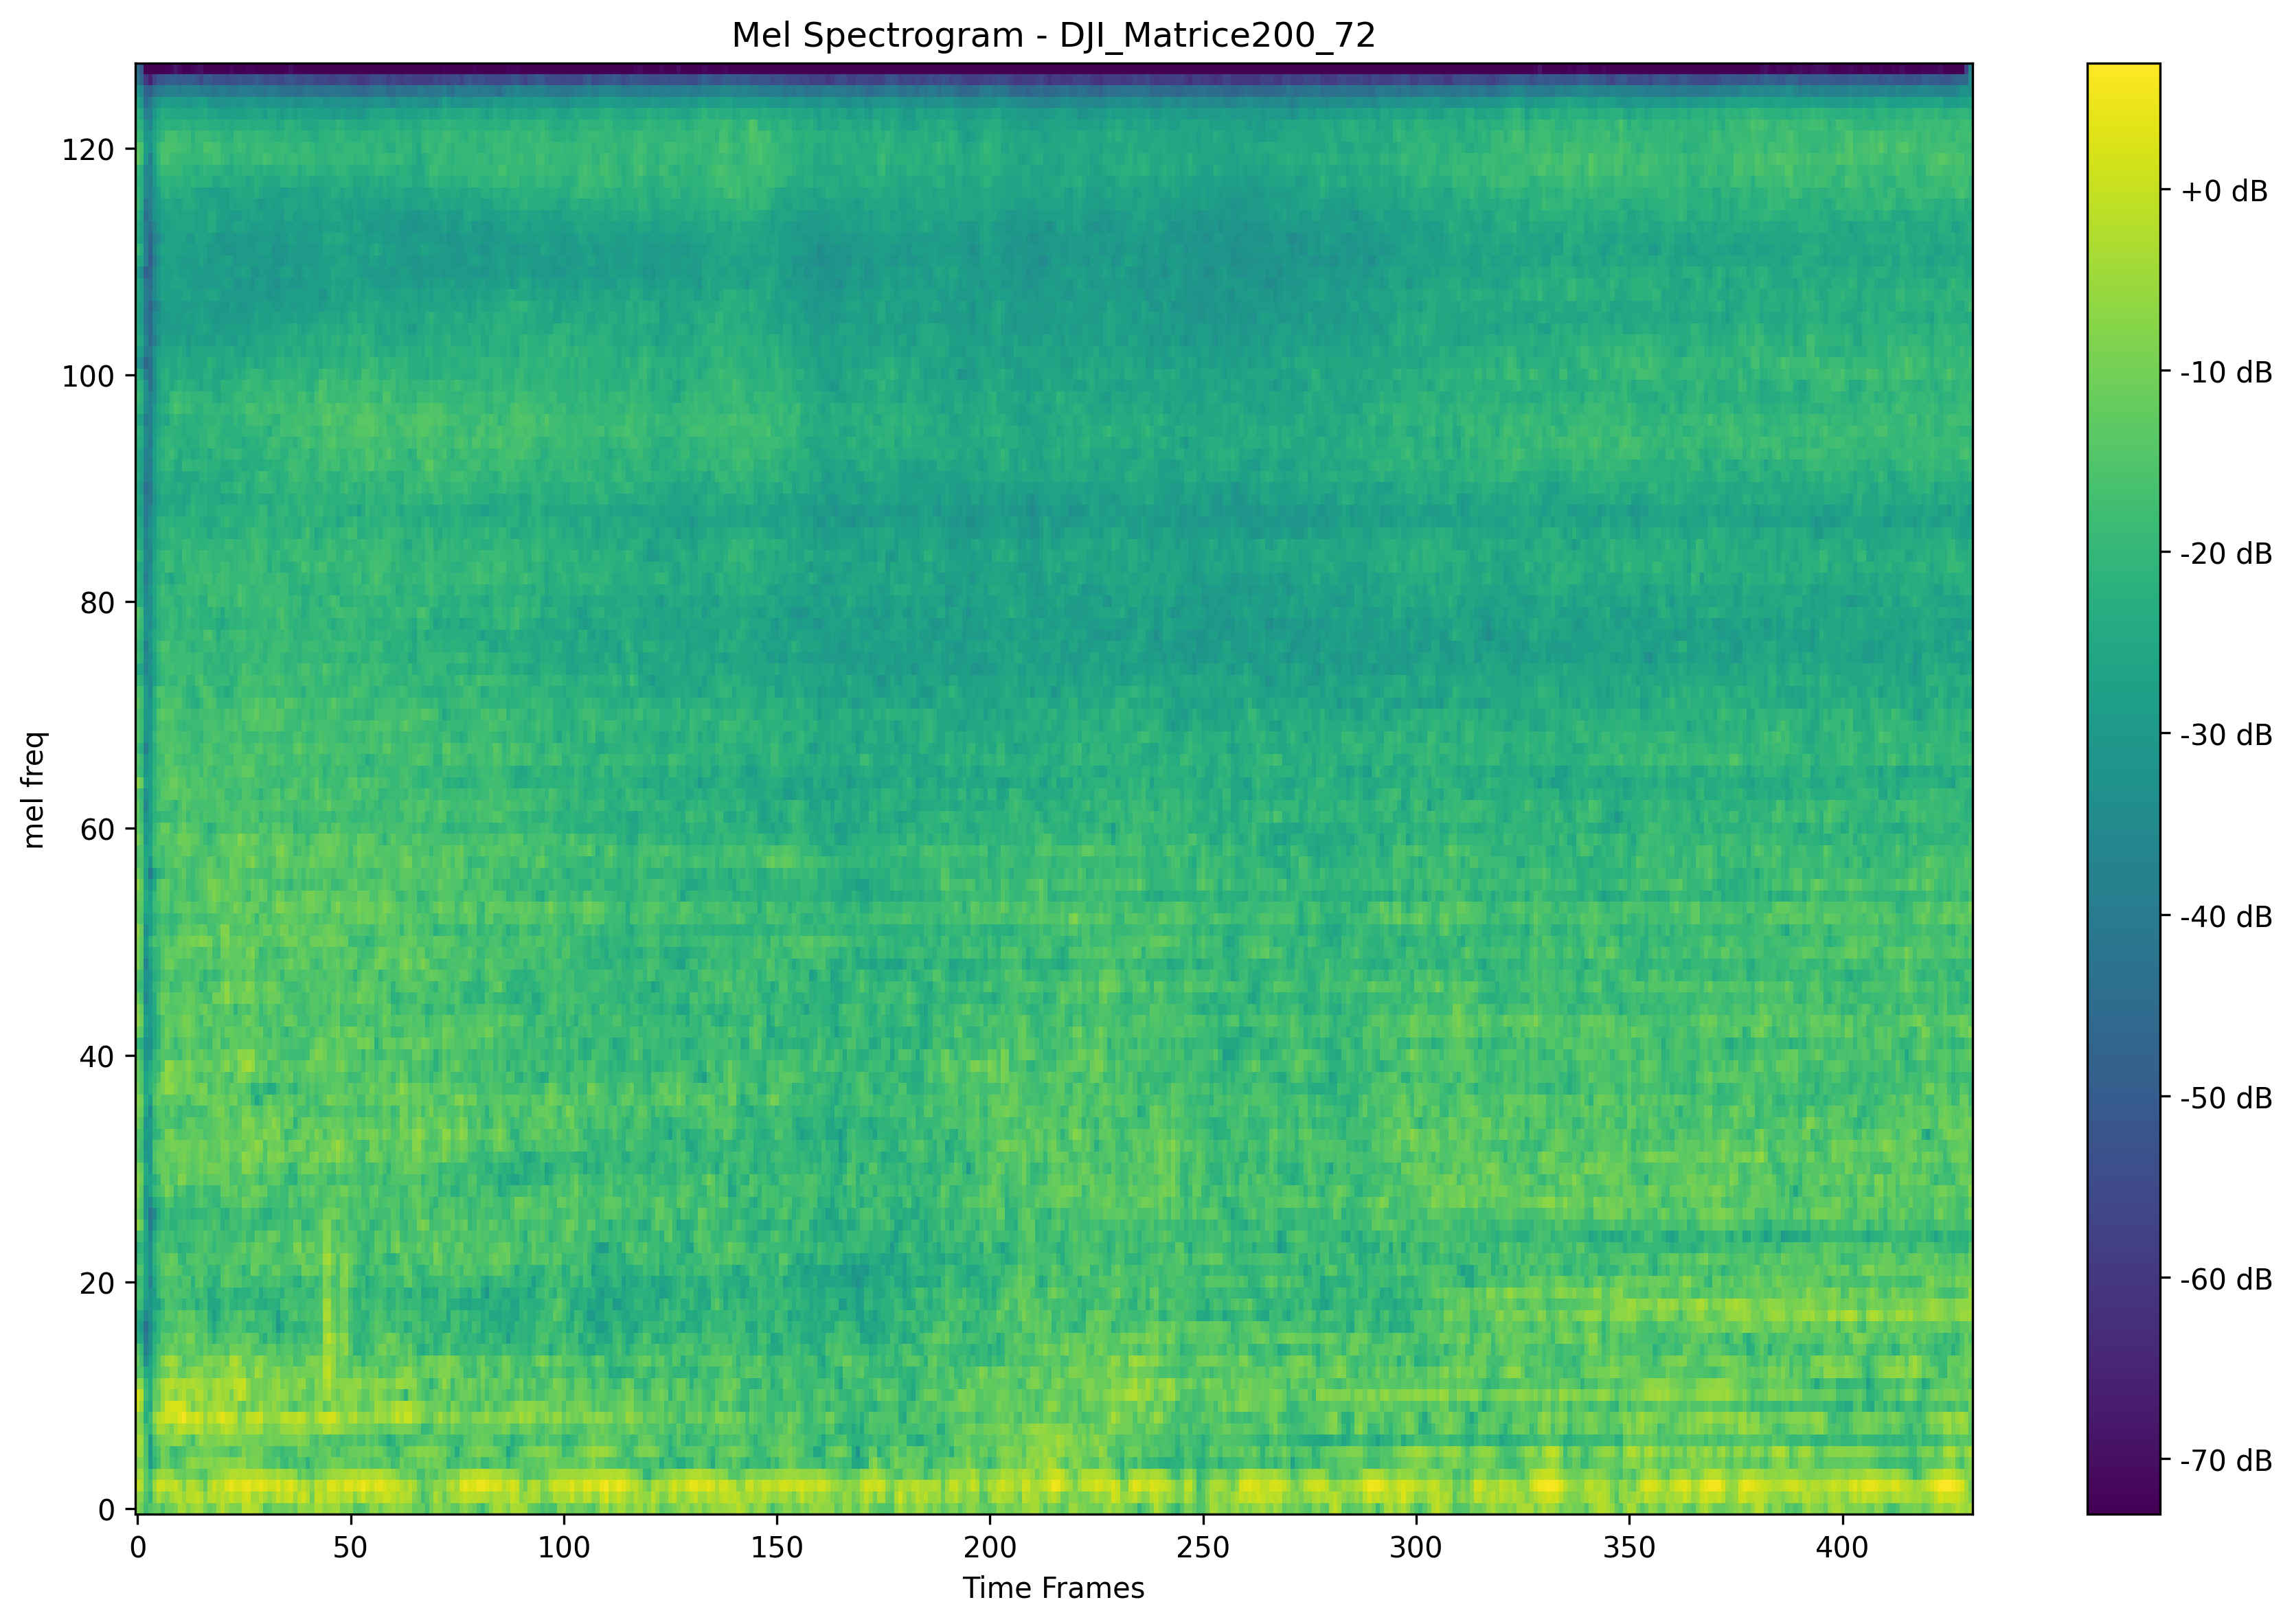 Mel Spectrogram - DJI_Matrice200_72
mel freq
120
100
80
60
40
20
0
0 50 100 150 200 250 300 350 400
Time Frames
+0 dB
-10 dB
-20 dB
-30 dB
-40 dB
-50 dB
-60 dB
-70 dB